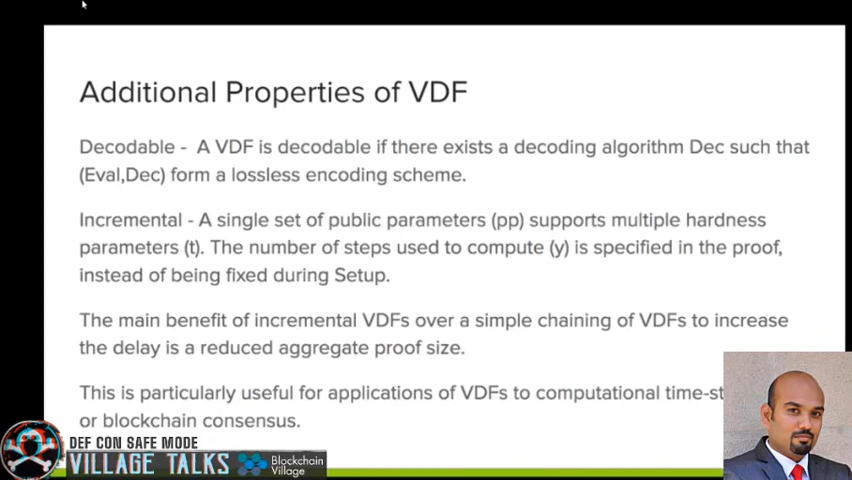 Additional Properties of VDF
Decodable - A VDF is decodable if there exists a decoding algorithm Dec such that
(Eval,Dec) form a lossless encoding scheme.
Incremental - A single set of public parameters (pp) supports multiple hardness
parameters (t). The number of steps used to compute (y) is specified in the proof,
instead of being fixed during Setup.
The main benefit of incremental VDFs over a simple chaining of VDFs to increase
the delay is a reduced aggregate proof size.
This is particularly useful for applications of VDFs to computational time-st
or blockchain consensus.
DEF CON SAFE MODE
VILLAGE TALKS
Blockchain
Village